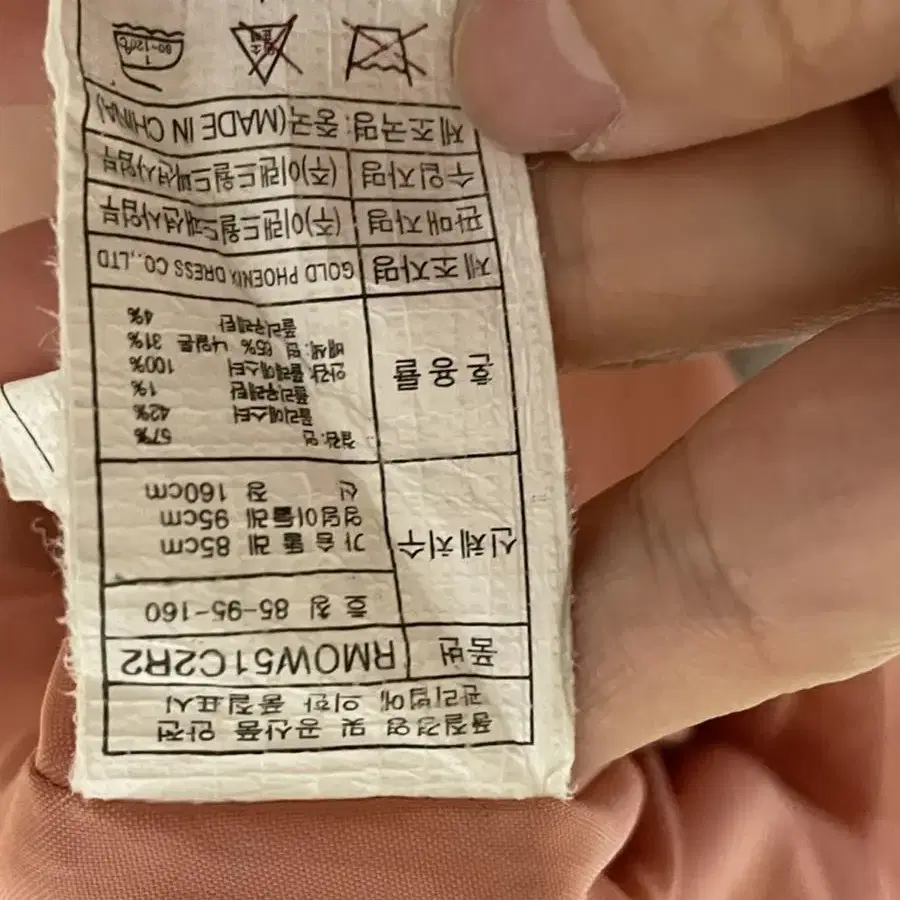 품질경영 및 공산품 안전
관리법에 의한 품질표시
품번 RMOW51C2R2
호칭 85-95-160
신체치수
가슴둘레 85cm
엉덩이둘레 95cm
신 장 160cm
혼용률
겉감:면 57%
폴리에스터 42%
폴리우레탄 1%
안감:폴리에스터 100%
배색:면 65% 나일론 31%
폴리우레탄 4%
제조자명 GOLD PHOENIX DRESS CO.,LTD
판매자명 (주)이랜드월드패션사업부
수입자명 (주)이랜드월드패션사업부
제조국명:중국(MADE IN CHINA)